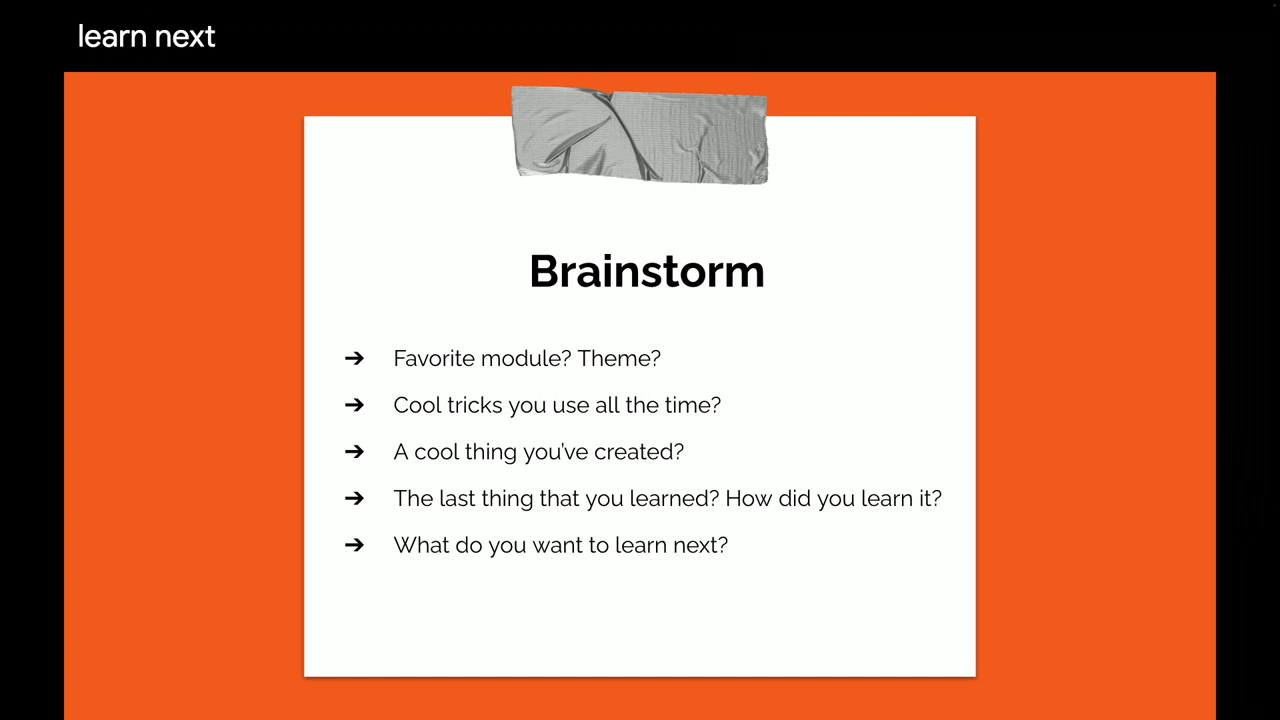 learn next
Brainstorm
➔ Favorite module? Theme?
➔ Cool tricks you use all the time?
➔ A cool thing you’ve created?
➔ The last thing that you learned? How did you learn it?
➔ What do you want to learn next?